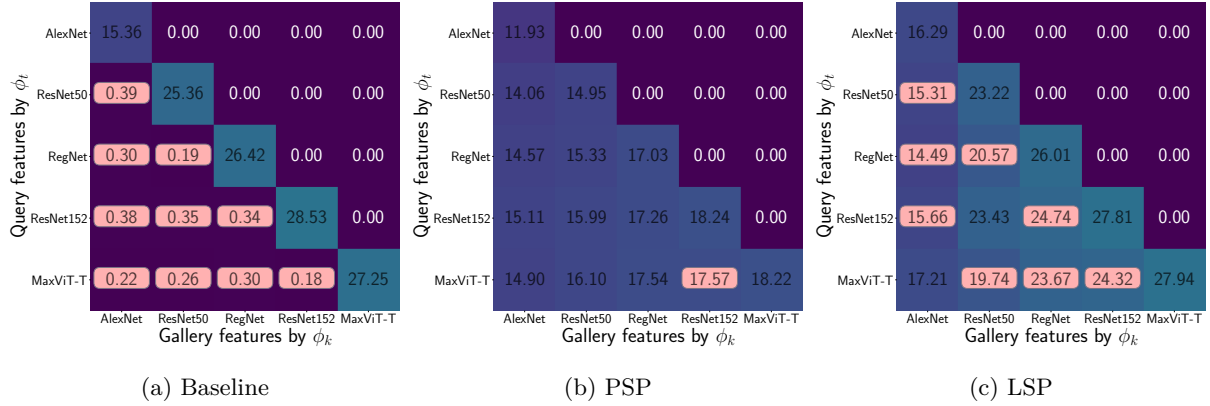 Query features by ϕt
AlexNet 15.36 0.00 0.00 0.00 0.00
ResNet50 0.39 25.36 0.00 0.00 0.00
RegNet 0.30 0.19 26.42 0.00 0.00
ResNet152 0.38 0.35 0.34 28.53 0.00
MaxViT-T 0.22 0.26 0.30 0.18 27.25
AlexNet ResNet50 RegNet ResNet152 MaxViT-T
Gallery features by ϕk
(a) Baseline
Query features by ϕt
AlexNet 11.93 0.00 0.00 0.00 0.00
ResNet50 14.06 14.95 0.00 0.00 0.00
RegNet 14.57 15.33 17.03 0.00 0.00
ResNet152 15.11 15.99 17.26 18.24 0.00
MaxViT-T 14.90 16.10 17.54 17.57 18.22
AlexNet ResNet50 RegNet ResNet152 MaxViT-T
Gallery features by ϕk
(b) PSP
Query features by ϕt
AlexNet 16.29 0.00 0.00 0.00 0.00
ResNet50 15.31 23.22 0.00 0.00 0.00
RegNet 14.49 20.57 26.01 0.00 0.00
ResNet152 15.66 23.43 24.74 27.81 0.00
MaxViT-T 17.21 19.74 23.67 24.32 27.94
AlexNet ResNet50 RegNet ResNet152 MaxViT-T
Gallery features by ϕk
(c) LSP